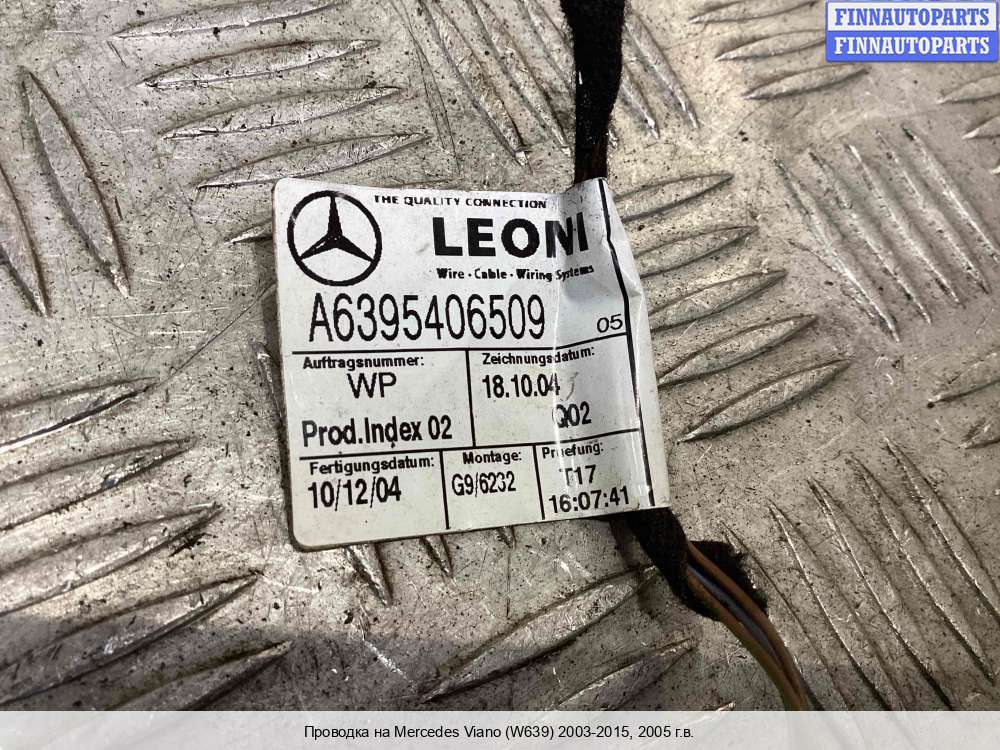 FINNAUTOPARTS
FINNAUTOPARTS
THE QUALITY CONNECTION
LEONI
Wire - Cable - Wiring Systems
A6395406509 05
Auftragsnummer:
WP
Zeichnungsdatum:
18.10.04
Prod.Index 02
Q02
Fertigungsdatum:
10/12/04
Montage:
G9/6232
Pruefung:
T17
16:07:41
Проводка на Mercedes Viano (W639) 2003-2015, 2005 г.в.